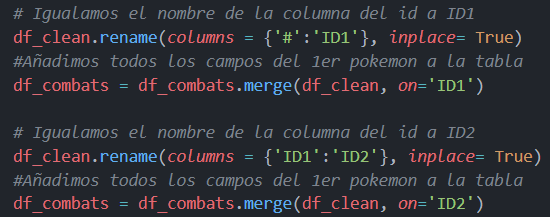 # Igualamos el nombre de la columna del id a ID1
df_clean.rename(columns = {'#':'ID1'}, inplace= True)
#Añadimos todos los campos del 1er pokemon a la tabla
df_combats = df_combats.merge(df_clean, on='ID1')
# Igualamos el nombre de la columna del id a ID2
df_clean.rename(columns = {'ID1':'ID2'}, inplace= True)
#Añadimos todos los campos del 1er pokemon a la tabla
df_combats = df_combats.merge(df_clean, on='ID2')